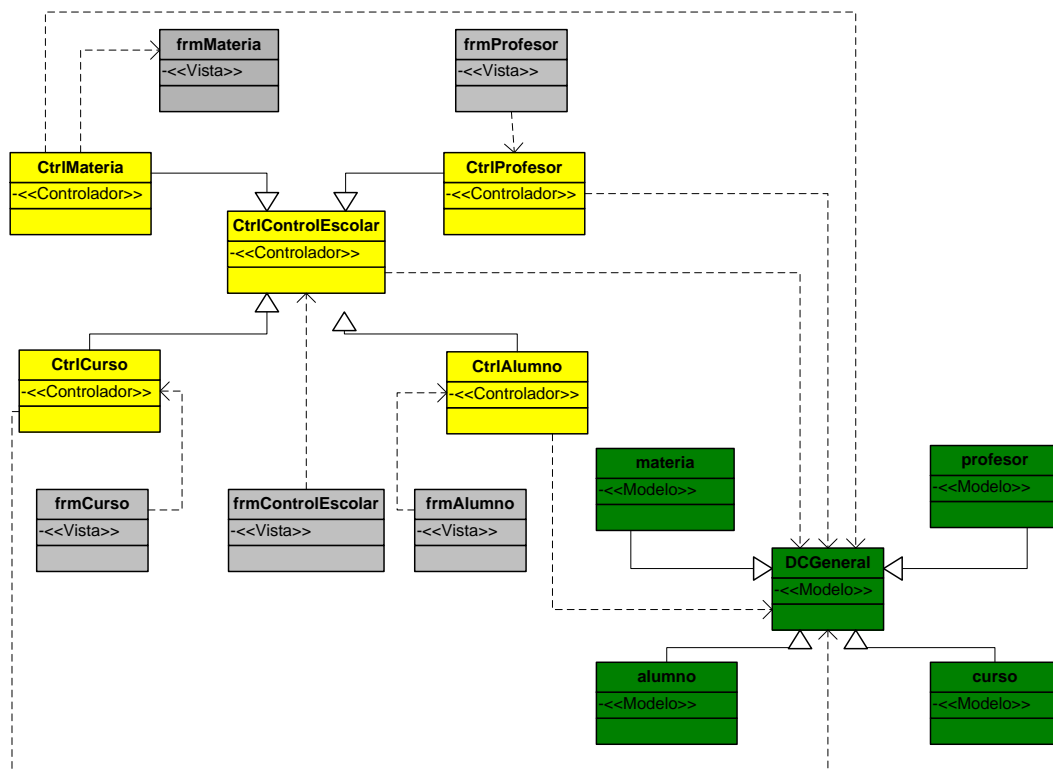 frmMateria
-<<Vista>>
frmProfesor
-<<Vista>>
CtrlMateria
-<<Controlador>>
CtrlProfesor
-<<Controlador>>
CtrlControlEscolar
-<<Controlador>>
CtrlCurso
-<<Controlador>>
CtrlAlumno
-<<Controlador>>
materia
-<<Modelo>>
profesor
-<<Modelo>>
frmCurso
-<<Vista>>
frmControlEscolar
-<<Vista>>
frmAlumno
-<<Vista>>
DCGeneral
-<<Modelo>>
alumno
-<<Modelo>>
curso
-<<Modelo>>